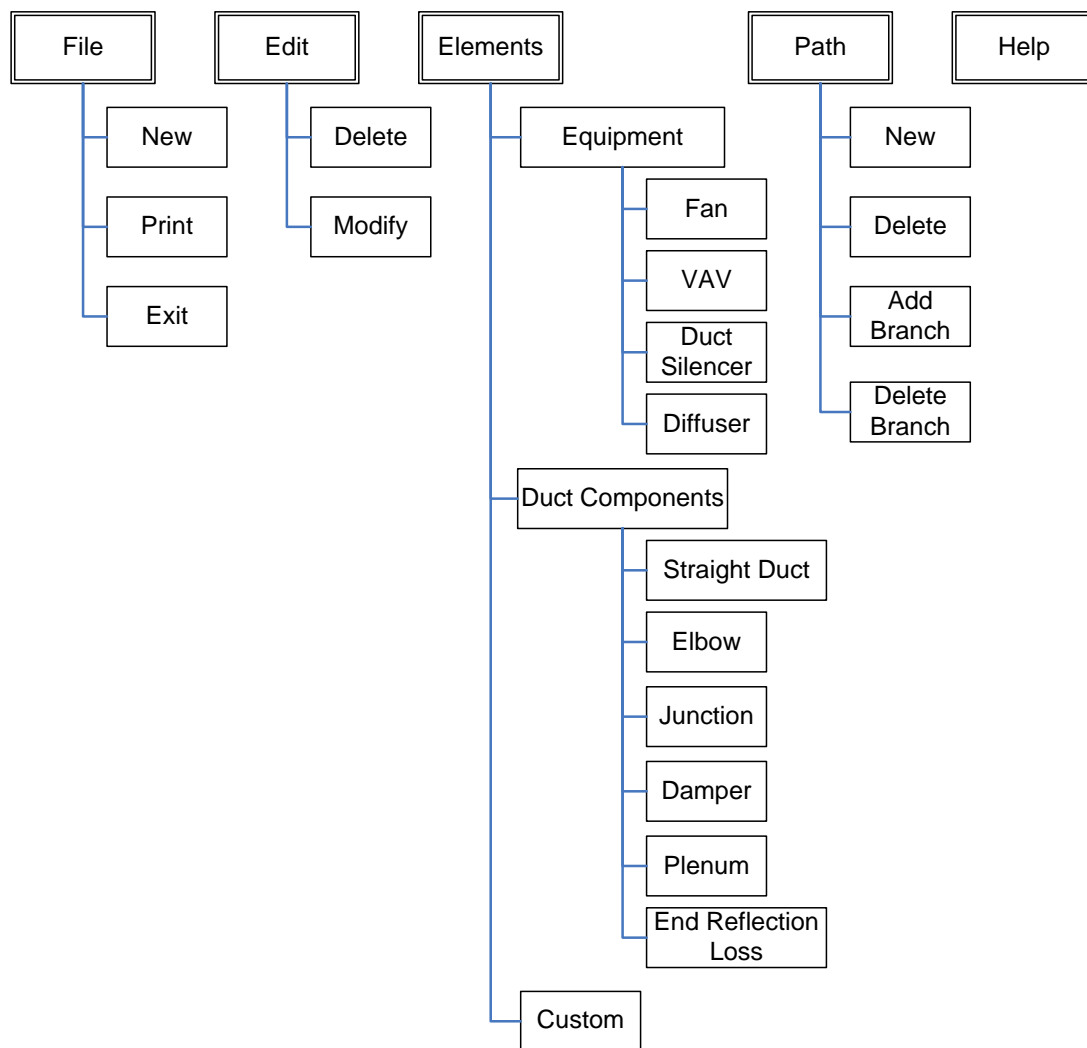 File
Edit
Elements
Path
Help
New
Print
Exit
Delete
Modify
Equipment
Fan
VAV
Duct
Silencer
Diffuser
Duct Components
Straight Duct
Elbow
Junction
Damper
Plenum
End Reflection
Loss
Custom
New
Delete
Add
Branch
Delete
Branch